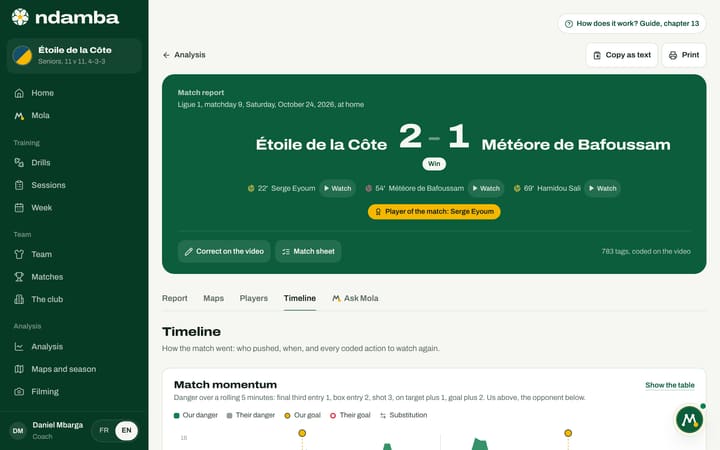 ndamba
Étoile de la Côte
Seniors, 11 v 11, 4-3-3
Home
Mola
Training
Drills
Sessions
Week
Team
Team
Matches
The club
Analysis
Analysis
Maps and season
Filming
DM
Daniel Mbarga
Coach
FR
EN
How does it work? Guide, chapter 13
Analysis
Copy as text
Print
Match report
Ligue 1, matchday 9, Saturday, October 24, 2026, at home
Étoile de la Côte 2 - 1 Météore de Bafoussam
Win
22' Serge Eyoum Watch 54' Météore de Bafoussam Watch 69' Hamidou Sali Watch
Player of the match: Serge Eyoum
Correct on the video
Match sheet
783 tags, coded on the video
Report Maps Players Timeline Ask Mola
Timeline
How the match went: who pushed, when, and every coded action to watch again.
Match momentum
Show the table
Danger over a rolling 5 minutes: final third entry 1, box entry 2, shot 3, on target plus 1, goal plus 2. Us above, the opponent below.
Our danger Their danger Our goal Their goal Substitution